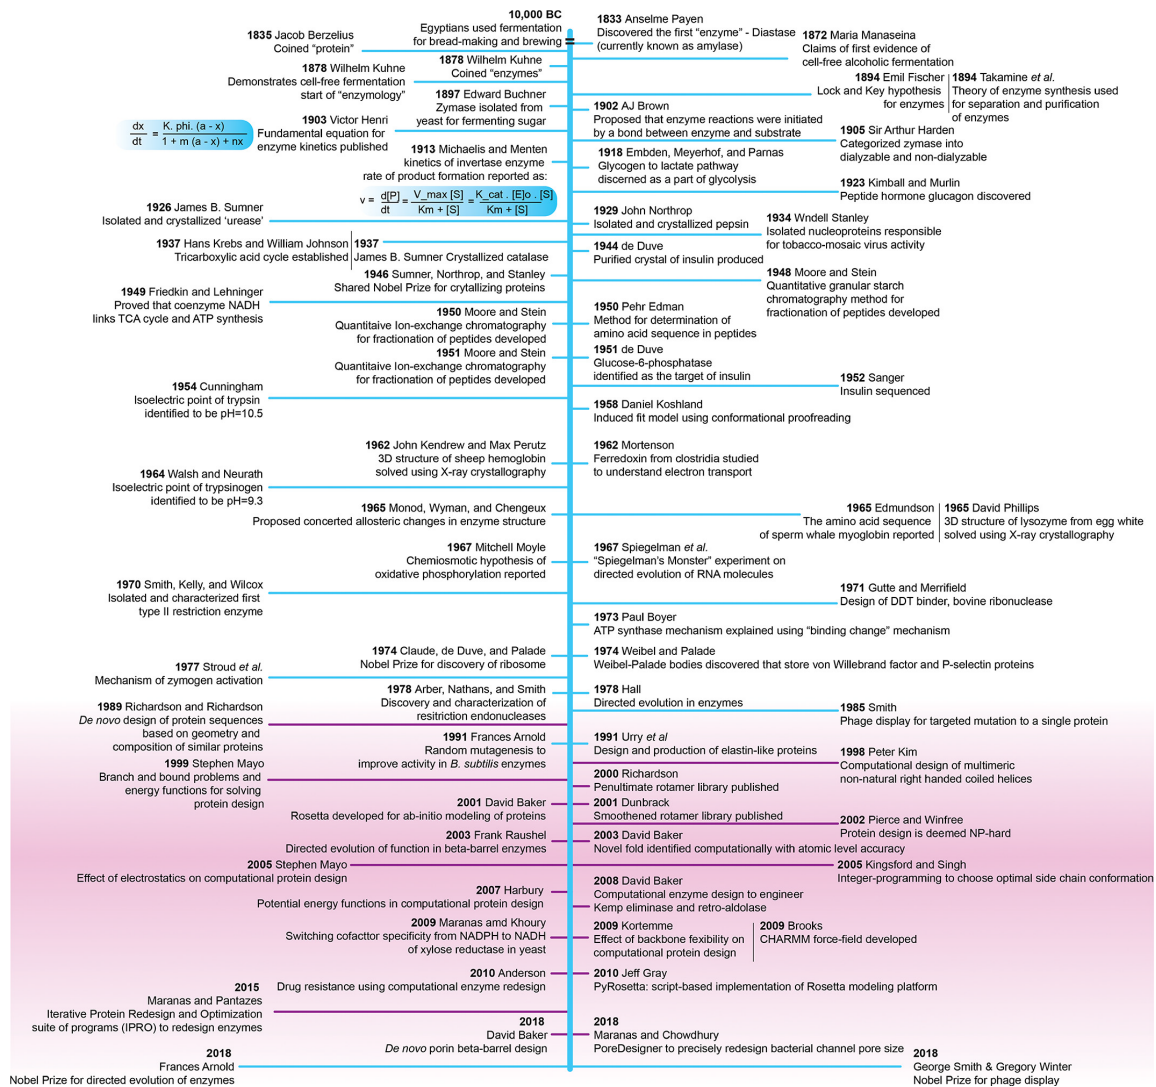 10,000 BC
Egyptians used fermentation
for bread-making and brewing
1833 Anselme Payen
Discovered the first "enzyme" - Diastase
(currently known as amylase)
1835 Jacob Berzelius
Coined "protein"
1872 Maria Manaseina
Claims of first evidence of
cell-free alcoholic fermentation
1878 Wilhelm Kuhne
Coined "enzymes"
1878 Wilhelm Kuhne
Demonstrates cell-free fermentation
start of "enzymology"
1894 Emil Fischer
Lock and Key hypothesis
for enzymes
1894 Takamine et al.
Theory of enzyme synthesis used
for separation and purification
of enzymes
1897 Edward Buchner
Zymase isolated from
yeast for fermenting sugar
1902 AJ Brown
Proposed that enzyme reactions were initiated
by a bond between enzyme and substrate
1903 Victor Henri
Fundamental equation for
enzyme kinetics published
dx/dt = K. phi. (a - x) / 1 + m (a - x) + nx
1905 Sir Arthur Harden
Categorized zymase into
dialyzable and non-dialyzable
1913 Michaelis and Menten
kinetics of invertase enzyme
rate of product formation reported as:
v = d[P]/dt = V_max [S] / Km + [S] = K_cat . [E]o . [S] / Km + [S]
1918 Embden, Meyerhof, and Parnas
Glycogen to lactate pathway
discerned as a part of glycolysis
1923 Kimball and Murlin
Peptide hormone glucagon discovered
1926 James B. Sumner
Isolated and crystallized 'urease'
1929 John Northrop
Isolated and crystallized pepsin
1934 Wndell Stanley
Isolated nucleoproteins responsible
for tobacco-mosaic virus activity
1937 Hans Krebs and William Johnson
Tricarboxylic acid cycle established
1937
James B. Sumner Crystallized catalase
1944 de Duve
Purified crystal of insulin produced
1946 Sumner, Northrop, and Stanley
Shared Nobel Prize for crytallizing proteins
1948 Moore and Stein
Quantitative granular starch
chromatography method for
fractionation of peptides developed
1949 Friedkin and Lehninger
Proved that coenzyme NADH
links TCA cycle and ATP synthesis
1950 Moore and Stein
Quantitaive Ion-exchange chromatography
for fractionation of peptides developed
1950 Pehr Edman
Method for determination of
amino acid sequence in peptides
1951 Moore and Stein
Quantitaive Ion-exchange chromatography
for fractionation of peptides developed
1951 de Duve
Glucose-6-phosphatase
identified as the target of insulin
1952 Sanger
Insulin sequenced
1954 Cunningham
Isoelectric point of trypsin
identified to be pH=10.5
1958 Daniel Koshland
Induced fit model using conformational proofreading
1962 John Kendrew and Max Perutz
3D structure of sheep hemoglobin
solved using X-ray crystallography
1962 Mortenson
Ferredoxin from clostridia studied
to understand electron transport
1964 Walsh and Neurath
Isoelectric point of trypsinogen
identified to be pH=9.3
1965 Monod, Wyman, and Chengeux
Proposed concerted allosteric changes in enzyme structure
1965 Edmundson
The amino acid sequence
of sperm whale myoglobin reported
1965 David Phillips
3D structure of lysozyme from egg white
solved using X-ray crystallography
1967 Mitchell Moyle
Chemiosmotic hypothesis of
oxidative phosphorylation reported
1967 Spiegelman et al.
"Spiegelman's Monster" experiment on
directed evolution of RNA molecules
1970 Smith, Kelly, and Wilcox
Isolated and characterized first
type II restriction enzyme
1971 Gutte and Merrifield
Design of DDT binder, bovine ribonuclease
1973 Paul Boyer
ATP synthase mechanism explained using "binding change" mechanism
1974 Claude, de Duve, and Palade
Nobel Prize for discovery of ribosome
1974 Weibel and Palade
Weibel-Palade bodies discovered that store von Willebrand factor and P-selectin proteins
1977 Stroud et al.
Mechanism of zymogen activation
1978 Arber, Nathans, and Smith
Discovery and characterization of
resitriction endonucleases
1978 Hall
Directed evolution in enzymes
1985 Smith
Phage display for targeted mutation to a single protein
1989 Richardson and Richardson
De novo design of protein sequences
based on geometry and
composition of similar proteins
1991 Frances Arnold
Random mutagenesis to
improve activity in B. subtilis enzymes
1991 Urry et al
Design and production of elastin-like proteins
1998 Peter Kim
Computational design of multimeric
non-natural right handed coiled helices
1999 Stephen Mayo
Branch and bound problems and
energy functions for solving
protein design
2000 Richardson
Penultimate rotamer library published
2001 David Baker
Rosetta developed for ab-initio modeling of proteins
2001 Dunbrack
Smoothened rotamer library published
2002 Pierce and Winfree
Protein design is deemed NP-hard
2003 Frank Raushel
Directed evolution of function in beta-barrel enzymes
2003 David Baker
Novel fold identified computationally with atomic level accuracy
2005 Stephen Mayo
Effect of electrostatics on computational protein design
2005 Kingsford and Singh
Integer-programming to choose optimal side chain conformation
2007 Harbury
Potential energy functions in computational protein design
2008 David Baker
Computational enzyme design to engineer
Kemp eliminase and retro-aldolase
2009 Maranas amd Khoury
Switching cofacttor specificity from NADPH to NADH
of xylose reductase in yeast
2009 Kortemme
Effect of backbone fexibility on
computational protein design
2009 Brooks
CHARMM force-field developed
2010 Anderson
Drug resistance using computational enzyme redesign
2010 Jeff Gray
PyRosetta: script-based implementation of Rosetta modeling platform
2015
Maranas and Pantazes
Iterative Protein Redesign and Optimization
suite of programs (IPRO) to redesign enzymes
2018
David Baker
De novo porin beta-barrel design
2018
Maranas and Chowdhury
PoreDesigner to precisely redesign bacterial channel pore size
2018
Frances Arnold
Nobel Prize for directed evolution of enzymes
2018
George Smith & Gregory Winter
Nobel Prize for phage display